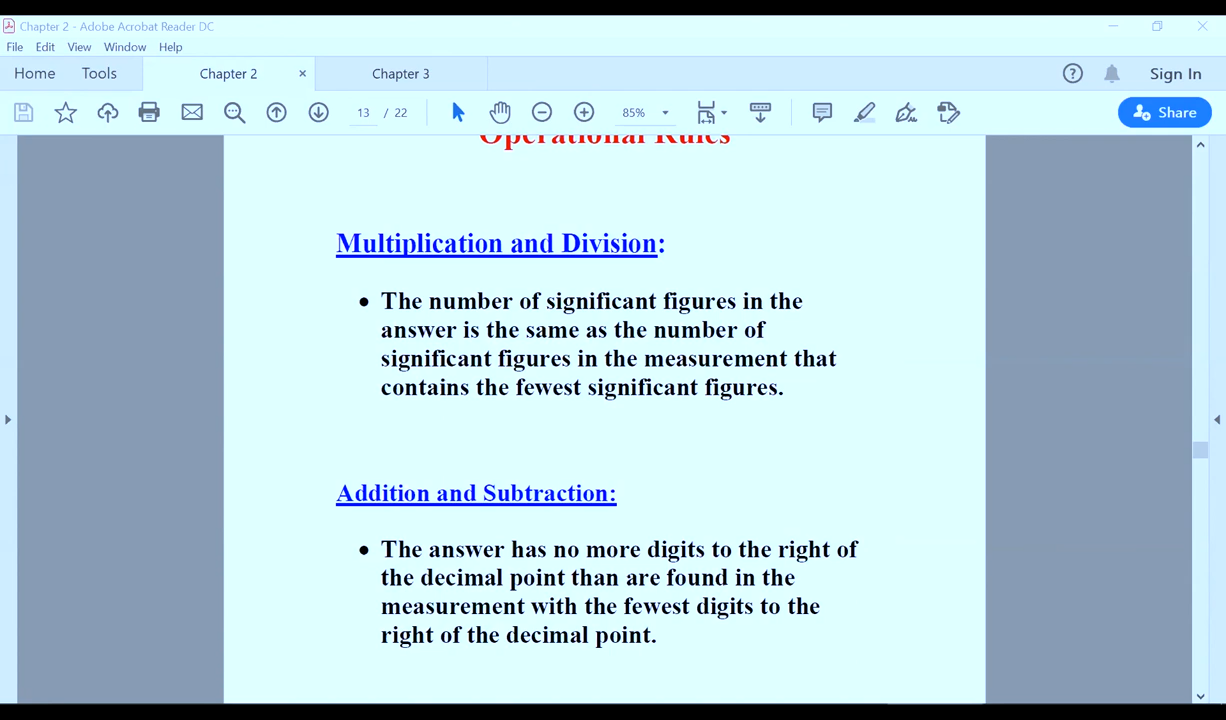 Chapter 2 - Adobe Acrobat Reader DC
File Edit View Window Help
Home Tools Chapter 2 × Chapter 3 Sign In
13 / 22 85% Share
Operational Rules
Multiplication and Division:
• The number of significant figures in the
answer is the same as the number of
significant figures in the measurement that
contains the fewest significant figures.
Addition and Subtraction:
• The answer has no more digits to the right of
the decimal point than are found in the
measurement with the fewest digits to the
right of the decimal point.